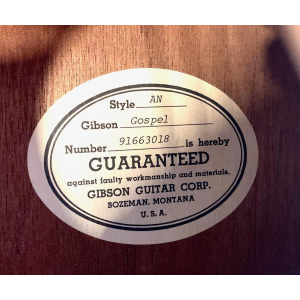 Style AN
Gibson Gospel
Number 91663018 is hereby
GUARANTEED
against faulty workmanship and materials.
GIBSON GUITAR CORP.
BOZEMAN, MONTANA
U.S.A.